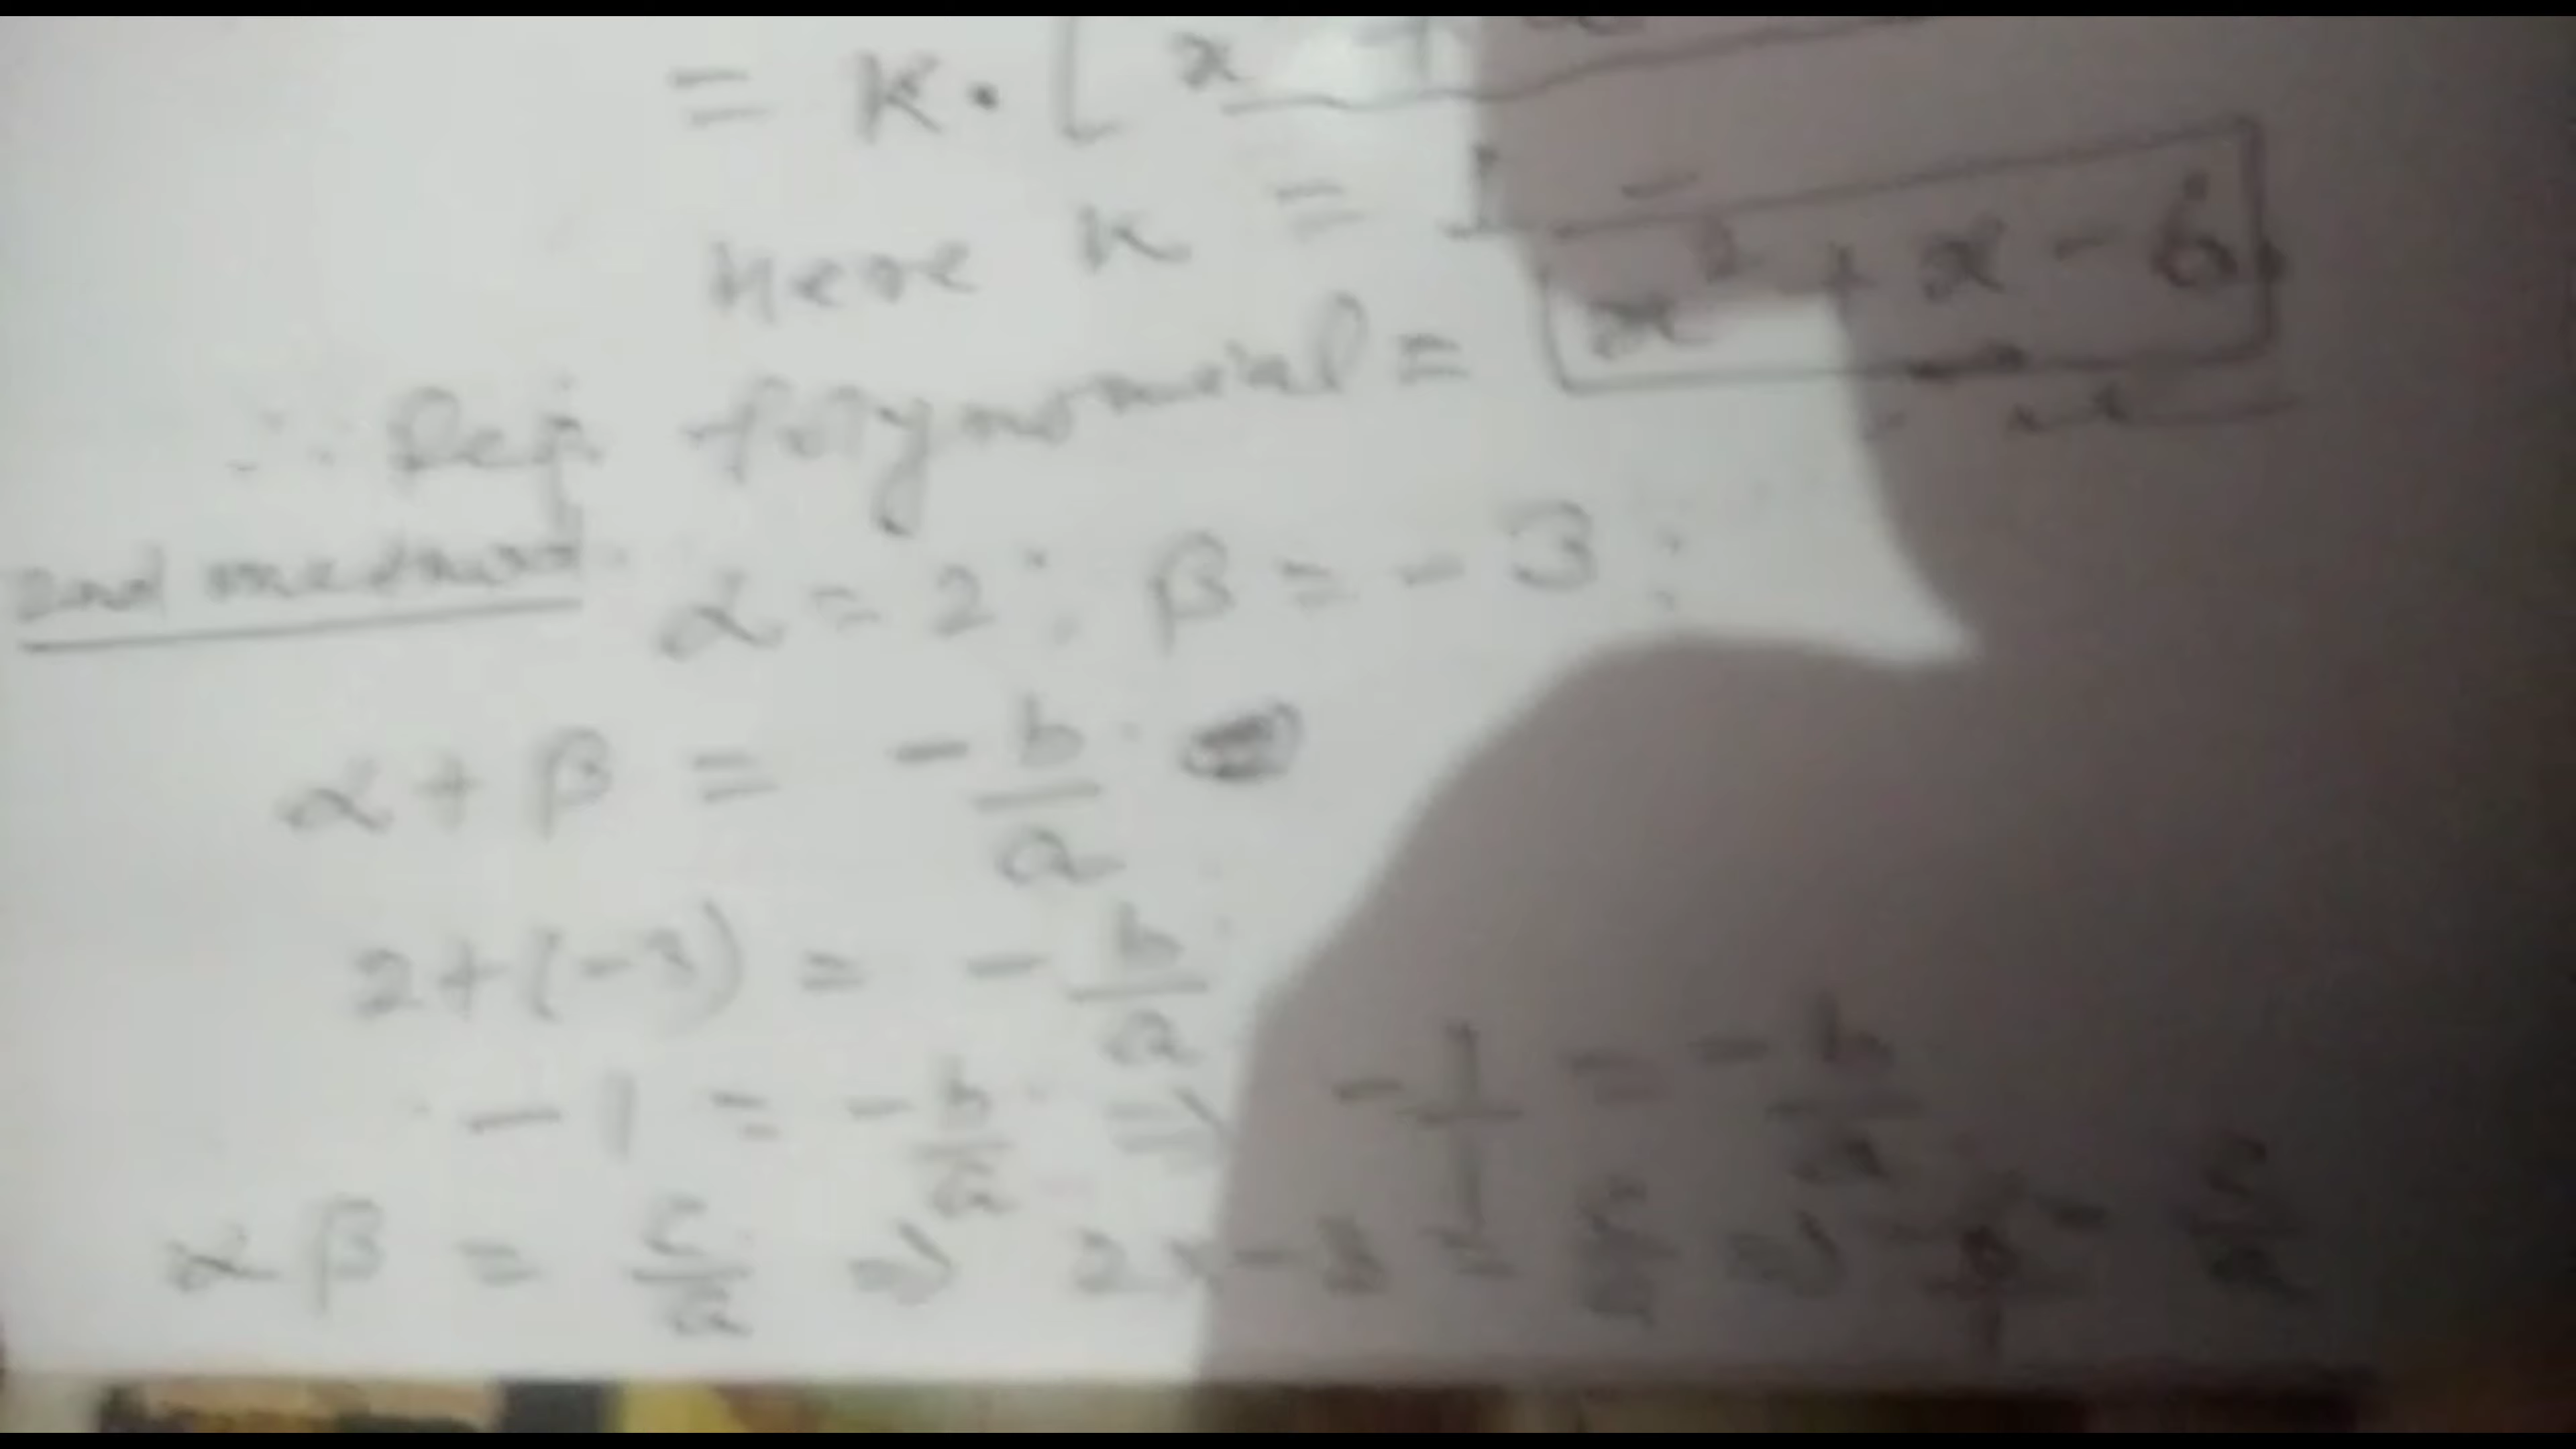 = K · [ x
Here K = 1
∴ Req polynomial = x² + x - 6
2nd method α = 2 ; β = - 3 ;
α + β = - b/a
2 + (-3) = - b/a
- 1 = - b/a ⇒ - 1/1 = - b/a
αβ = c/a ⇒ 2 x - 3 = c/a ⇒ - 6/1 = c/a